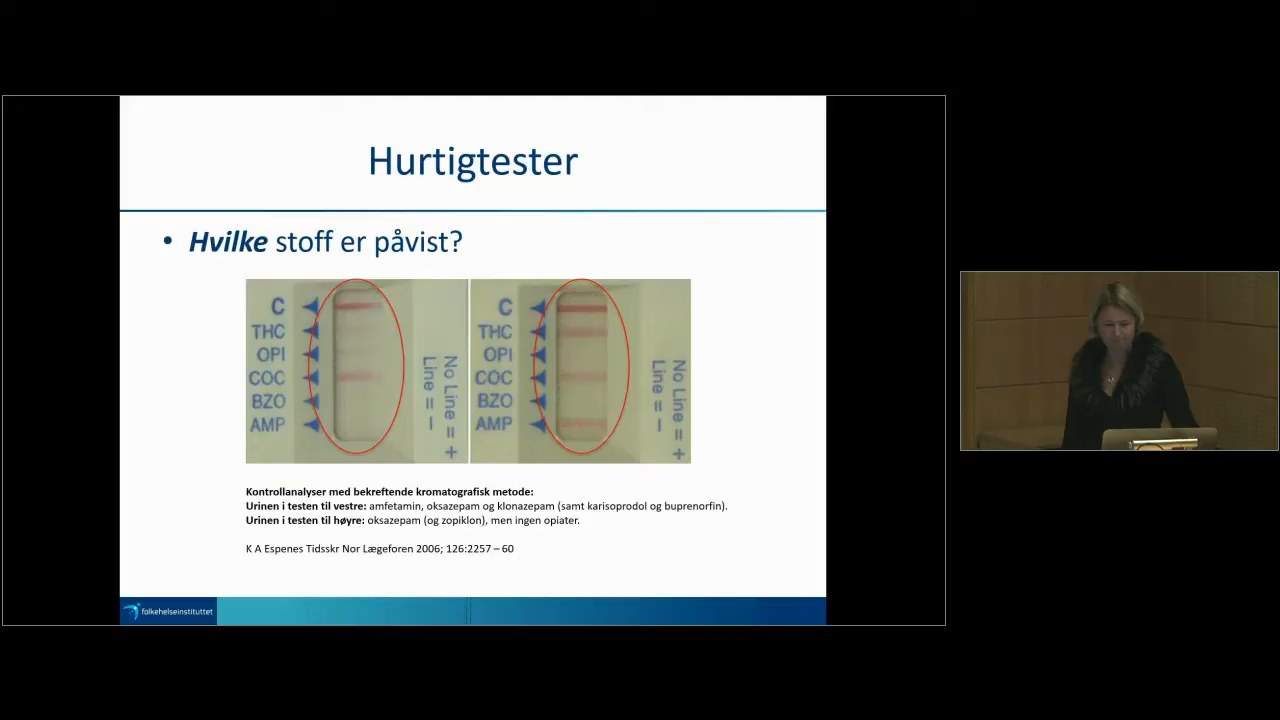 Hurtigtester
• Hvilke stoff er påvist?
C
THC
OPI
COC
BZO
AMP
No Line = +
Line = –
C
THC
OPI
COC
BZO
AMP
No Line = +
Line = –
Kontrollanalyser med bekreftende kromatografisk metode:
Urinen i testen til vestre: amfetamin, oksazepam og klonazepam (samt karisoprodol og buprenorfin).
Urinen i testen til høyre: oksazepam (og zopiklon), men ingen opiater.
K A Espenes Tidsskr Nor Lægeforen 2006; 126:2257 – 60
folkehelseinstituttet